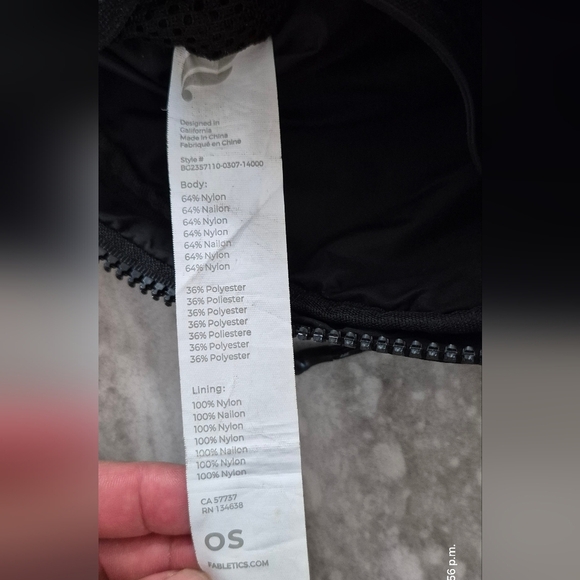 Designed in
California
Made in China
Fabriqué en Chine
Style #
BG2357110-0307-14000
Body:
64% Nylon
64% Nailon
64% Nylon
64% Nylon
64% Nailon
64% Nylon
64% Nylon
36% Polyester
36% Poliester
36% Polyester
36% Polyester
36% Poliestere
36% Polyester
36% Polyester
Lining:
100% Nylon
100% Nailon
100% Nylon
100% Nylon
100% Nailon
100% Nylon
100% Nylon
CA 57737
RN 134638
OS
FABLETICS.COM
56 p.m.